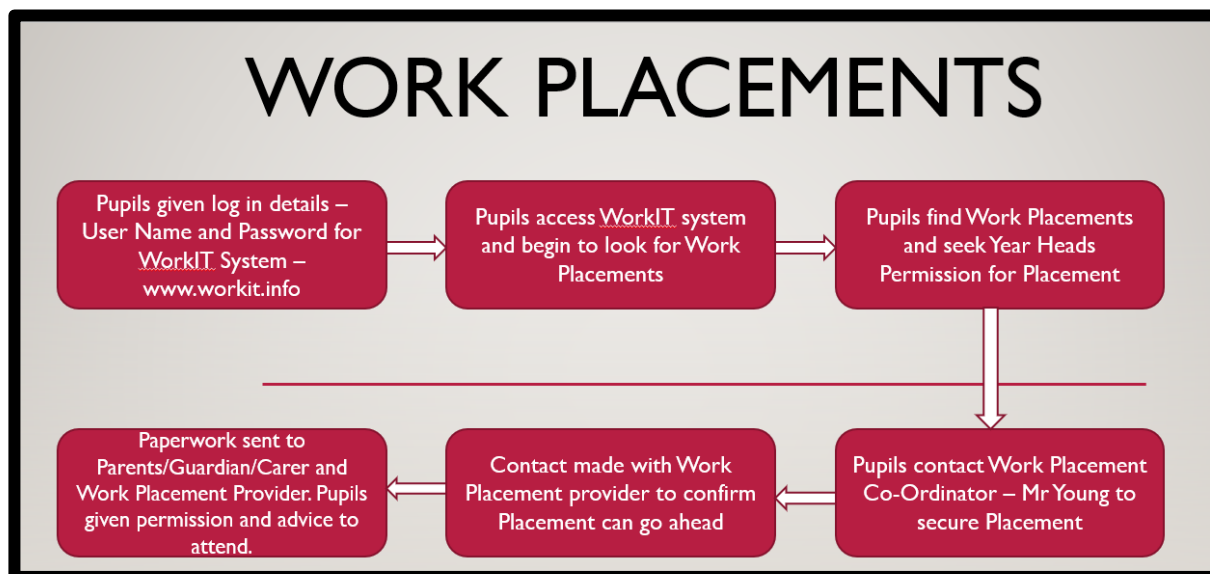 WORK PLACEMENTS
Pupils given log in details –
User Name and Password for
WorkIT System –
www.workit.info
Pupils access WorkIT system
and begin to look for Work
Placements
Pupils find Work Placements
and seek Year Heads
Permission for Placement
Pupils contact Work Placement
Co-Ordinator – Mr Young to
secure Placement
Contact made with Work
Placement provider to confirm
Placement can go ahead
Paperwork sent to
Parents/Guardian/Carer and
Work Placement Provider. Pupils
given permission and advice to
attend.